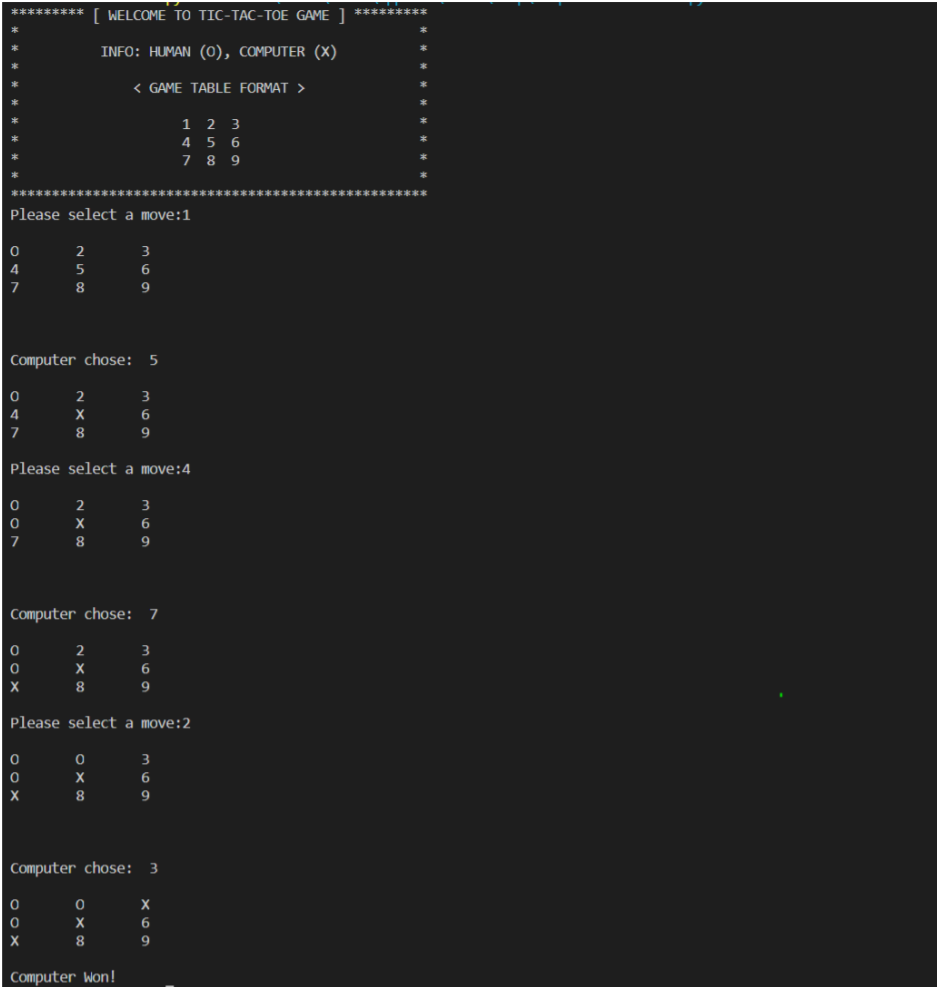 ********* [ WELCOME TO TIC-TAC-TOE GAME ] *********
* *
* INFO: HUMAN (O), COMPUTER (X) *
* *
* < GAME TABLE FORMAT > *
* *
* 1 2 3 *
* 4 5 6 *
* 7 8 9 *
* *
***************************************************
Please select a move:1
O 2 3
4 5 6
7 8 9
Computer chose: 5
O 2 3
4 X 6
7 8 9
Please select a move:4
O 2 3
O X 6
7 8 9
Computer chose: 7
O 2 3
O X 6
X 8 9
Please select a move:2
O O 3
O X 6
X 8 9
Computer chose: 3
O O X
O X 6
X 8 9
Computer Won!